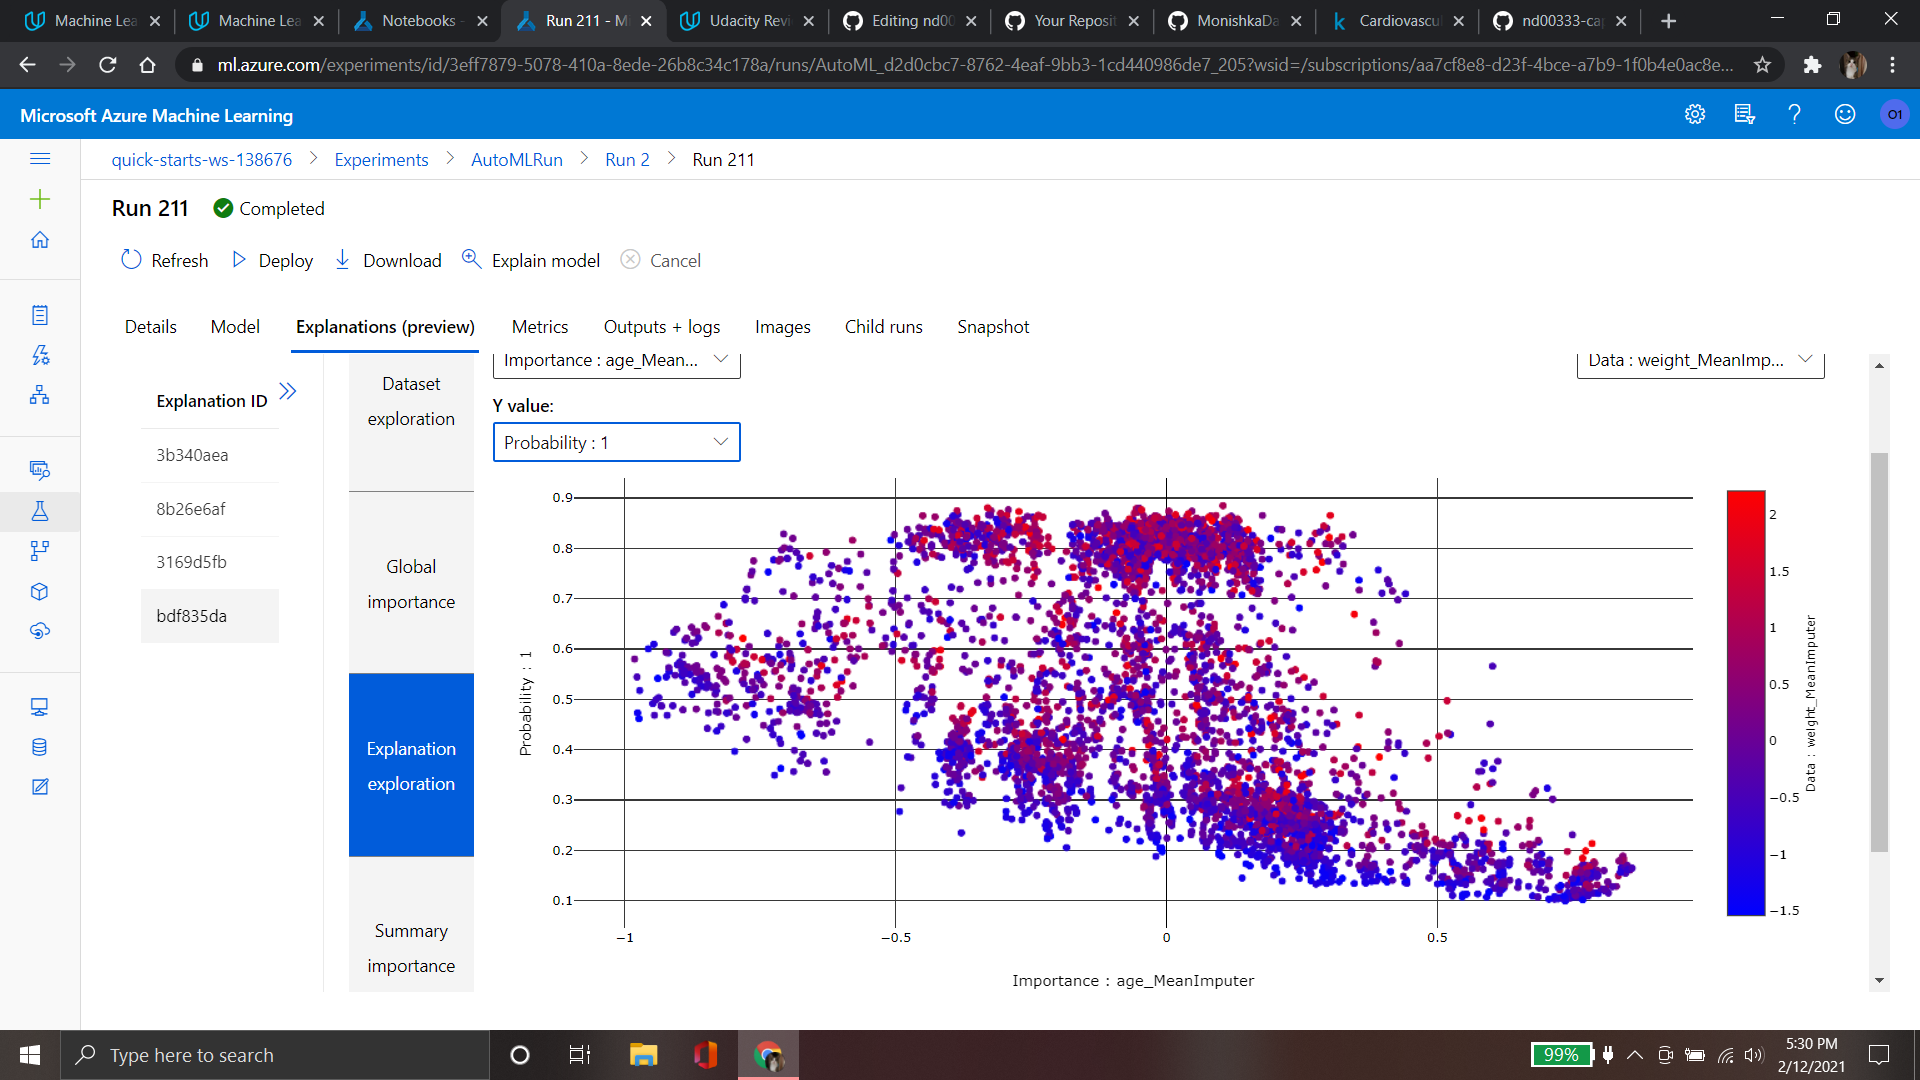 Machine Lea
Machine Lea
Notebooks -
Run 211 - M
Udacity Revi
Editing nd00
Your Reposit
MonishkaDa
Cardiovascul
nd00333-cap
ml.azure.com/experiments/id/3eff7879-5078-410a-8ede-26b8c34c178a/runs/AutoML_d2d0cbc7-8762-4eaf-9bb3-1cd440986de7_205?wsid=/subscriptions/aa7cf8e8-d23f-4bce-a7b9-1f0b4e0ac8e...
Microsoft Azure Machine Learning
O1
quick-starts-ws-138676 > Experiments > AutoMLRun > Run 2 > Run 211
Run 211 Completed
Refresh Deploy Download Explain model Cancel
Details Model Explanations (preview) Metrics Outputs + logs Images Child runs Snapshot
Explanation ID
3b340aea
8b26e6af
3169d5fb
bdf835da
Dataset
exploration
Global
importance
Explanation
exploration
Summary
importance
Importance : age_Mean...
Data : weight_MeanImp...
Y value:
Probability : 1
0.9
0.8
0.7
0.6
0.5
0.4
0.3
0.2
0.1
Probability : 1
−1 −0.5 0 0.5
Importance : age_MeanImputer
2
1.5
1
0.5
0
−0.5
−1
−1.5
Data : weight_MeanImputer
Type here to search
99%
5:30 PM
2/12/2021